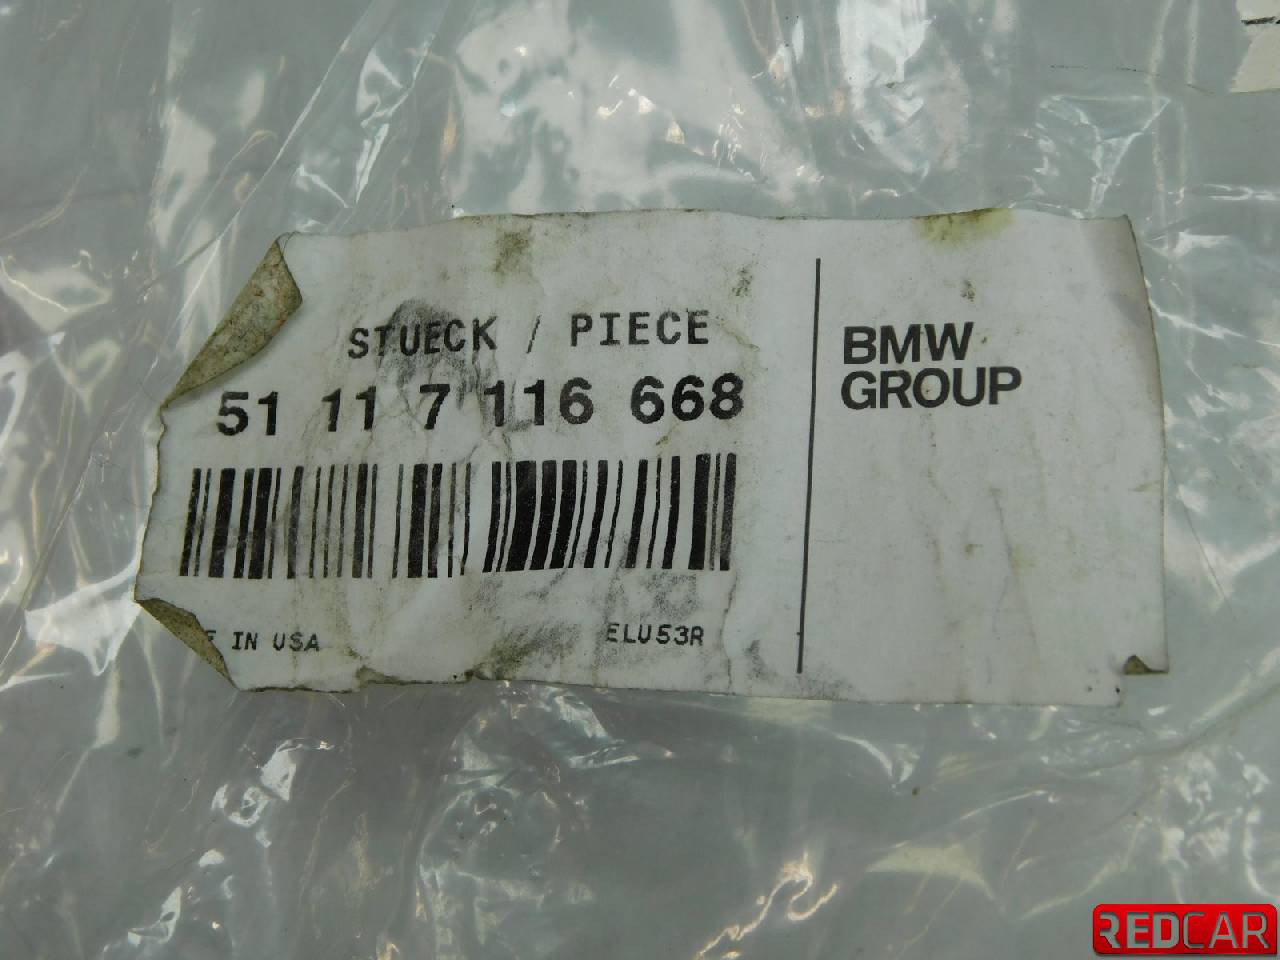 STUECK / PIECE
51 11 7 116 668
IN USA
ELU53R
BMW
GROUP
REDCAR